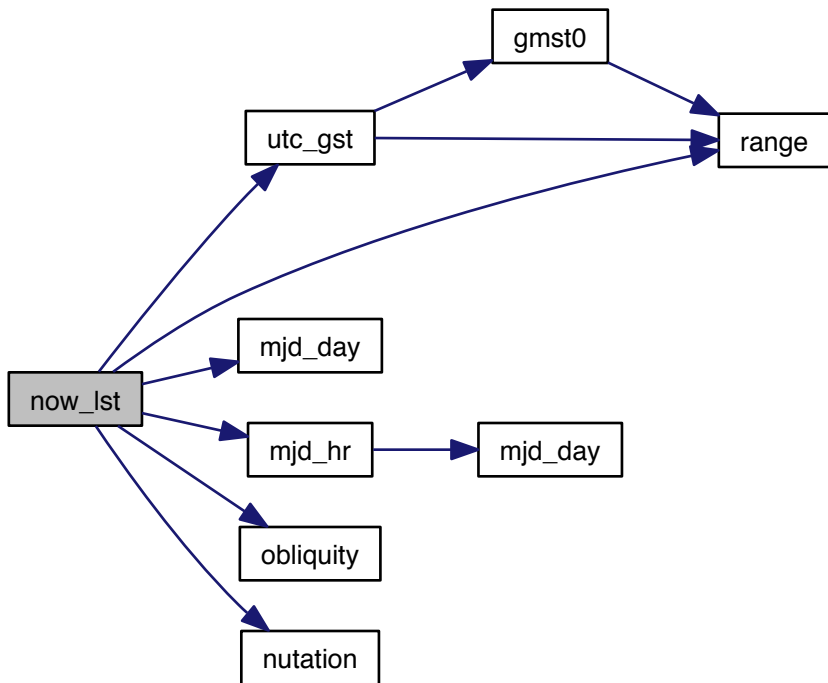 gmst0
utc_gst
range
mjd_day
now_lst
mjd_hr
mjd_day
obliquity
nutation